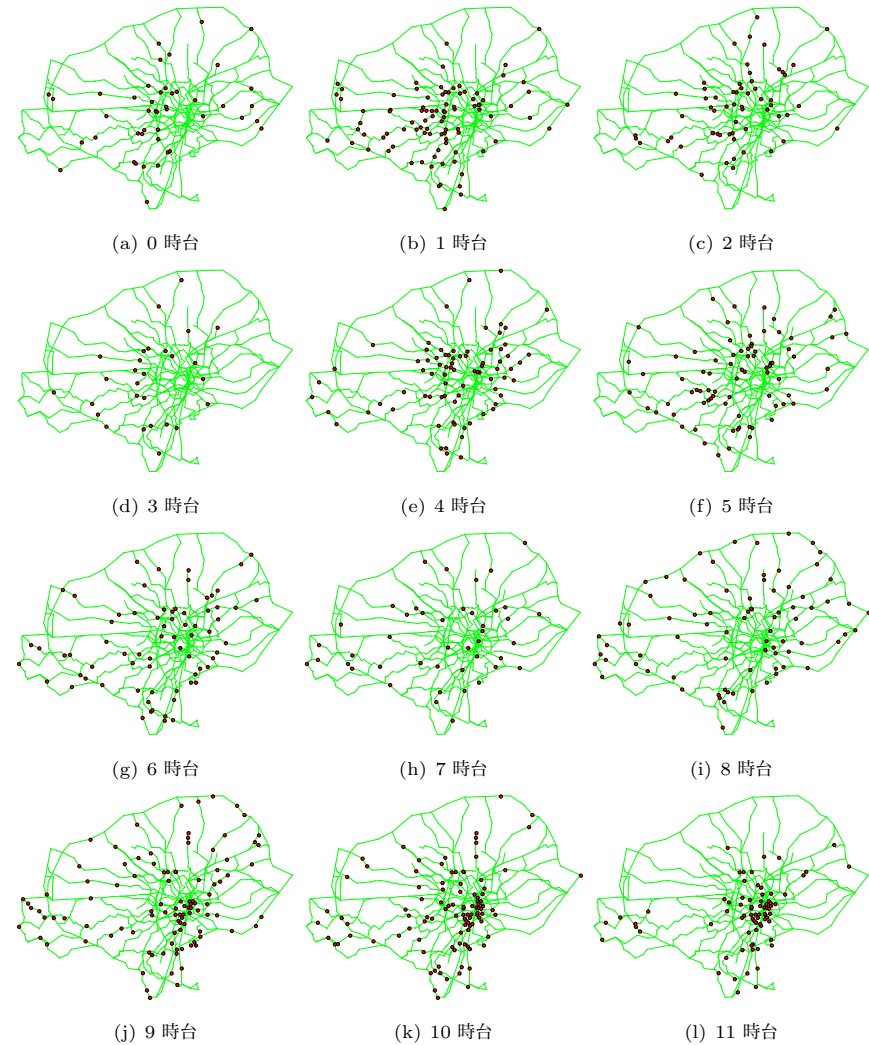 (a) 0 時台
(b) 1 時台
(c) 2 時台
(d) 3 時台
(e) 4 時台
(f) 5 時台
(g) 6 時台
(h) 7 時台
(i) 8 時台
(j) 9 時台
(k) 10 時台
(l) 11 時台